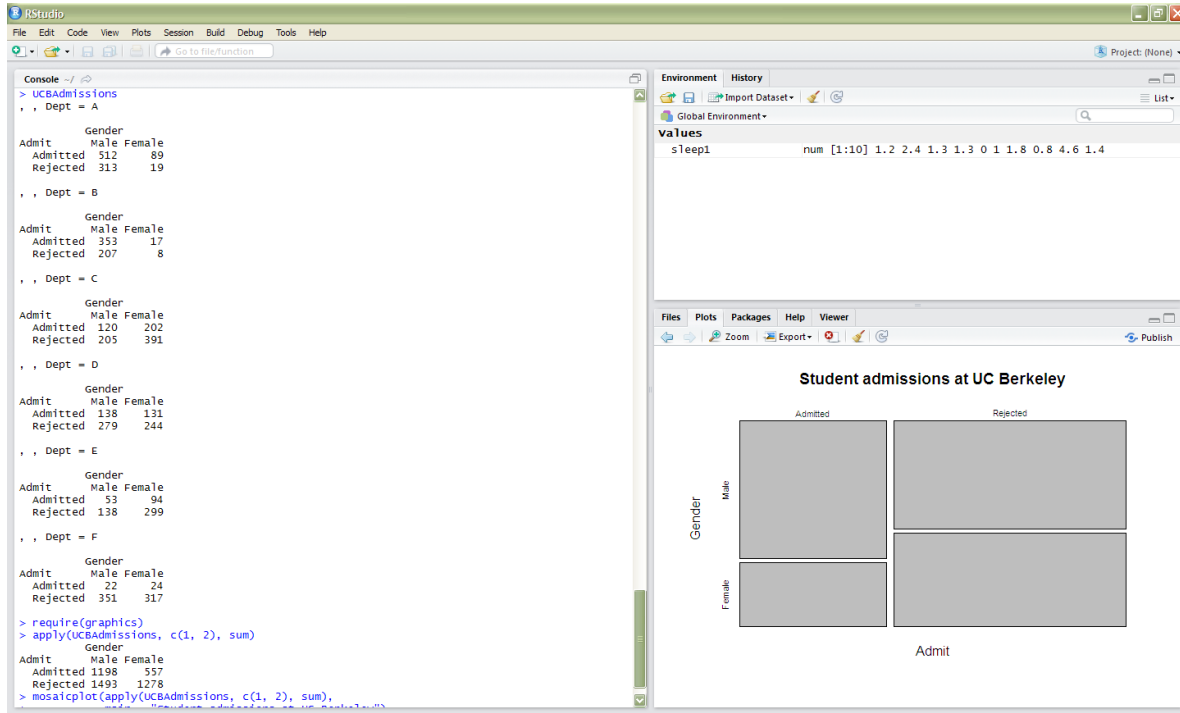 RStudio
File Edit Code View Plots Session Build Debug Tools Help
Go to file/function
Project: (None)
Console ~/
> UCBAdmissions
, , Dept = A
Gender
Admit Male Female
Admitted 512 89
Rejected 313 19
, , Dept = B
Gender
Admit Male Female
Admitted 353 17
Rejected 207 8
, , Dept = C
Gender
Admit Male Female
Admitted 120 202
Rejected 205 391
, , Dept = D
Gender
Admit Male Female
Admitted 138 131
Rejected 279 244
, , Dept = E
Gender
Admit Male Female
Admitted 53 94
Rejected 138 299
, , Dept = F
Gender
Admit Male Female
Admitted 22 24
Rejected 351 317
> require(graphics)
> apply(UCBAdmissions, c(1, 2), sum)
Gender
Admit Male Female
Admitted 1198 557
Rejected 1493 1278
> mosaicplot(apply(UCBAdmissions, c(1, 2), sum),
main = "Student admissions at UC Berkeley")
Environment History
Import Dataset
List
Global Environment
Values
sleep1 num [1:10] 1.2 2.4 1.3 1.3 0 1 1.8 0.8 4.6 1.4
Files Plots Packages Help Viewer
Zoom Export Publish
Student admissions at UC Berkeley
Admitted Rejected
Male
Gender
Female
Admit